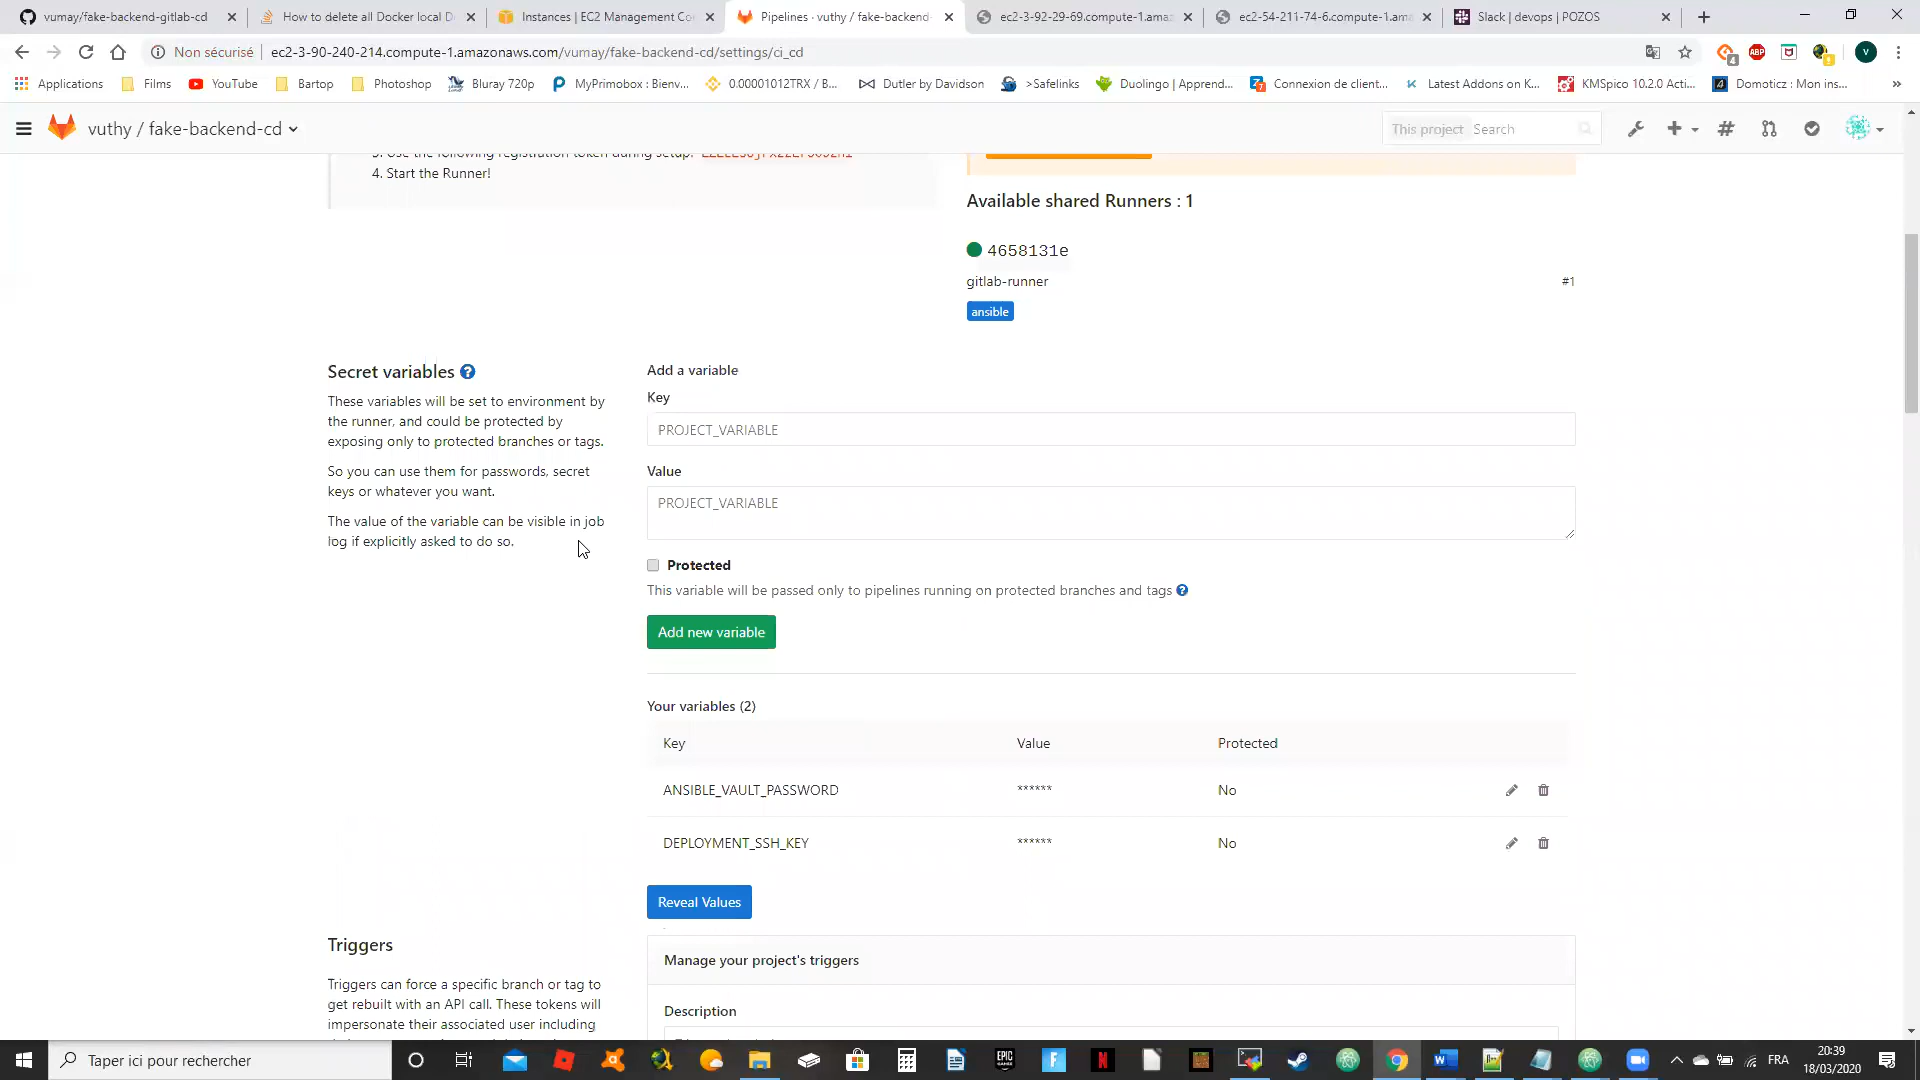 vumay/fake-backend-gitlab-cd
How to delete all Docker local D
Instances | EC2 Management Co
Pipelines · vuthy / fake-backend-
ec2-3-92-29-69.compute-1.amaz
ec2-54-211-74-6.compute-1.ama
Slack | devops | POZOS
Non sécurisé
ec2-3-90-240-214.compute-1.amazonaws.com/vumay/fake-backend-cd/settings/ci_cd
4
ABP
V
Applications
Films
YouTube
Bartop
Photoshop
Bluray 720p
MyPrimobox : Bienv...
0.00001012TRX / B...
Dutler by Davidson
>Safelinks
Duolingo | Apprend...
Connexion de client...
Latest Addons on K...
KMSpico 10.2.0 Acti...
Domoticz : Mon ins...
»
vuthy / fake-backend-cd
This project
Search
4. Start the Runner!
Available shared Runners : 1
4658131e
gitlab-runner
#1
ansible
Secret variables
These variables will be set to environment by
the runner, and could be protected by
exposing only to protected branches or tags.
So you can use them for passwords, secret
keys or whatever you want.
The value of the variable can be visible in job
log if explicitly asked to do so.
Add a variable
Key
PROJECT_VARIABLE
Value
PROJECT_VARIABLE
Protected
This variable will be passed only to pipelines running on protected branches and tags
Add new variable
Your variables (2)
Key Value Protected
ANSIBLE_VAULT_PASSWORD ****** No
DEPLOYMENT_SSH_KEY ****** No
Reveal Values
Triggers
Triggers can force a specific branch or tag to
get rebuilt with an API call. These tokens will
impersonate their associated user including
Manage your project's triggers
Description
Taper ici pour rechercher
EPIC GAMES
FRA
20:39
18/03/2020